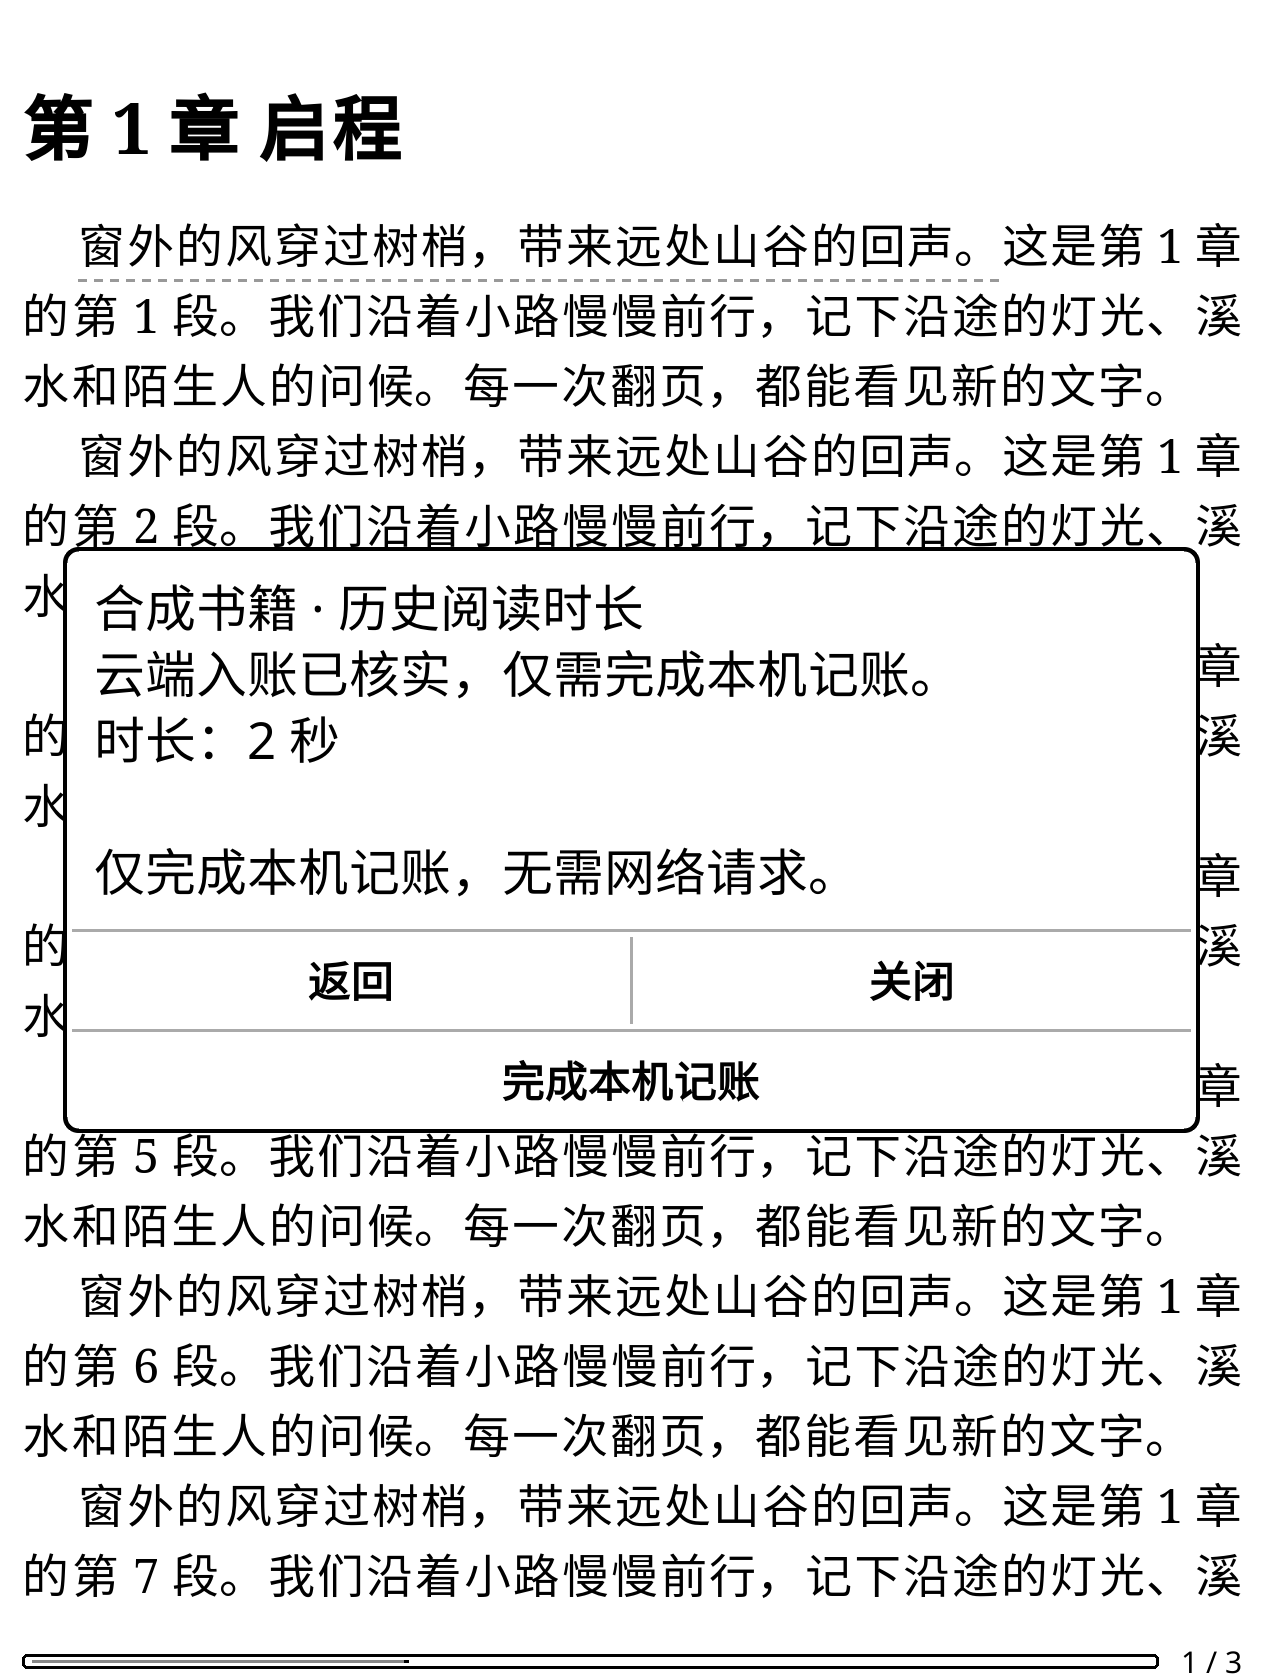 第 1 章 启程
窗外的风穿过树梢，带来远处山谷的回声。这是第 1 章
的第 1 段。我们沿着小路慢慢前行，记下沿途的灯光、溪
水和陌生人的问候。每一次翻页，都能看见新的文字。
窗外的风穿过树梢，带来远处山谷的回声。这是第 1 章
的第 2 段。我们沿着小路慢慢前行，记下沿途的灯光、溪
水
合成书籍 · 历史阅读时长
云端入账已核实，仅需完成本机记账。
章
时长：2 秒
的
溪
水
仅完成本机记账，无需网络请求。
章
的
溪
返回
关闭
水
完成本机记账
章
的第 5 段。我们沿着小路慢慢前行，记下沿途的灯光、溪
水和陌生人的问候。每一次翻页，都能看见新的文字。
窗外的风穿过树梢，带来远处山谷的回声。这是第 1 章
的第 6 段。我们沿着小路慢慢前行，记下沿途的灯光、溪
水和陌生人的问候。每一次翻页，都能看见新的文字。
窗外的风穿过树梢，带来远处山谷的回声。这是第 1 章
的第 7 段。我们沿着小路慢慢前行，记下沿途的灯光、溪
1 / 3